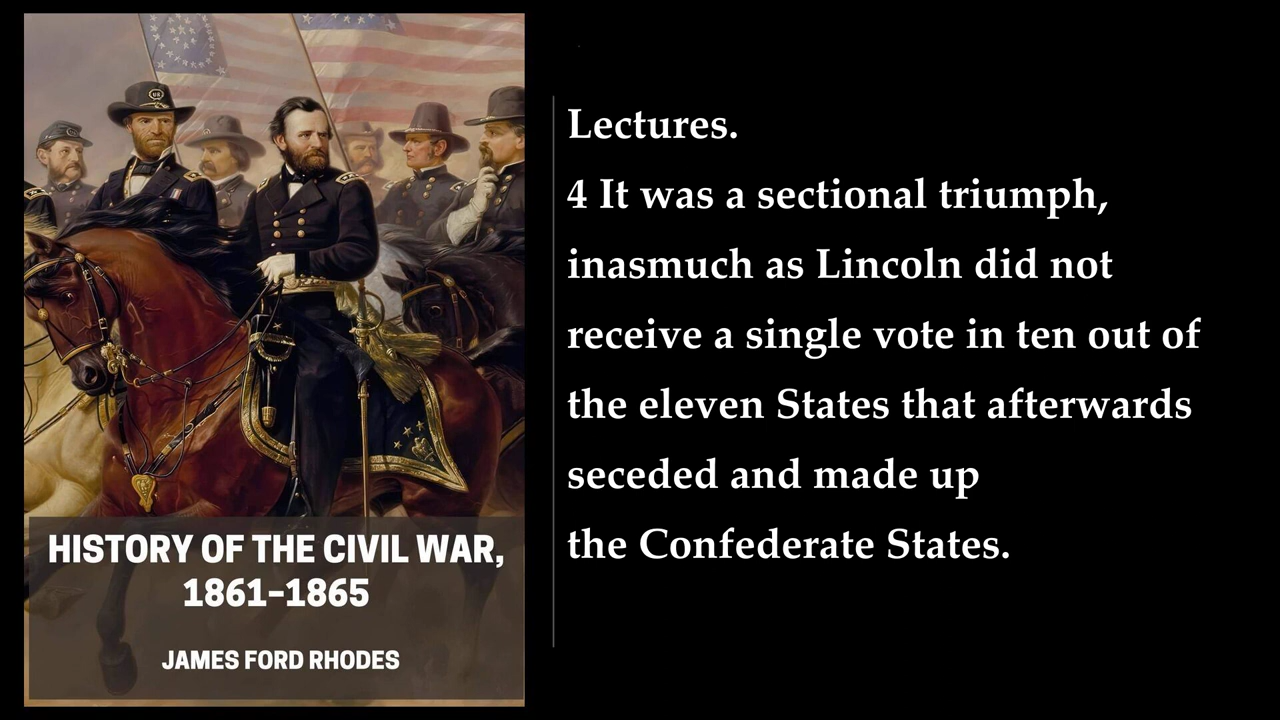 HISTORY OF THE CIVIL WAR,
1861–1865
JAMES FORD RHODES
Lectures.
4 It was a sectional triumph,
inasmuch as Lincoln did not
receive a single vote in ten out of
the eleven States that afterwards
seceded and made up
the Confederate States.